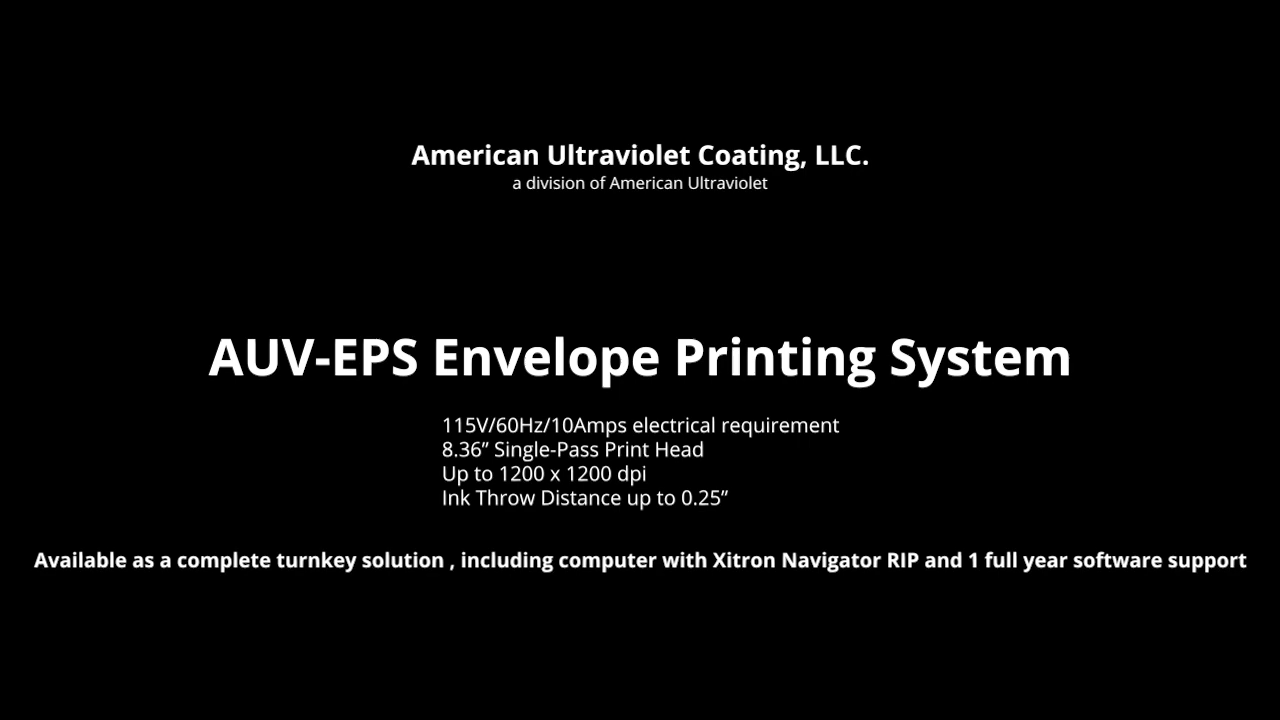 American Ultraviolet Coating, LLC.
a division of American Ultraviolet
AUV-EPS Envelope Printing System
115V/60Hz/10Amps electrical requirement
8.36” Single-Pass Print Head
Up to 1200 x 1200 dpi
Ink Throw Distance up to 0.25”
Available as a complete turnkey solution , including computer with Xitron Navigator RIP and 1 full year software support